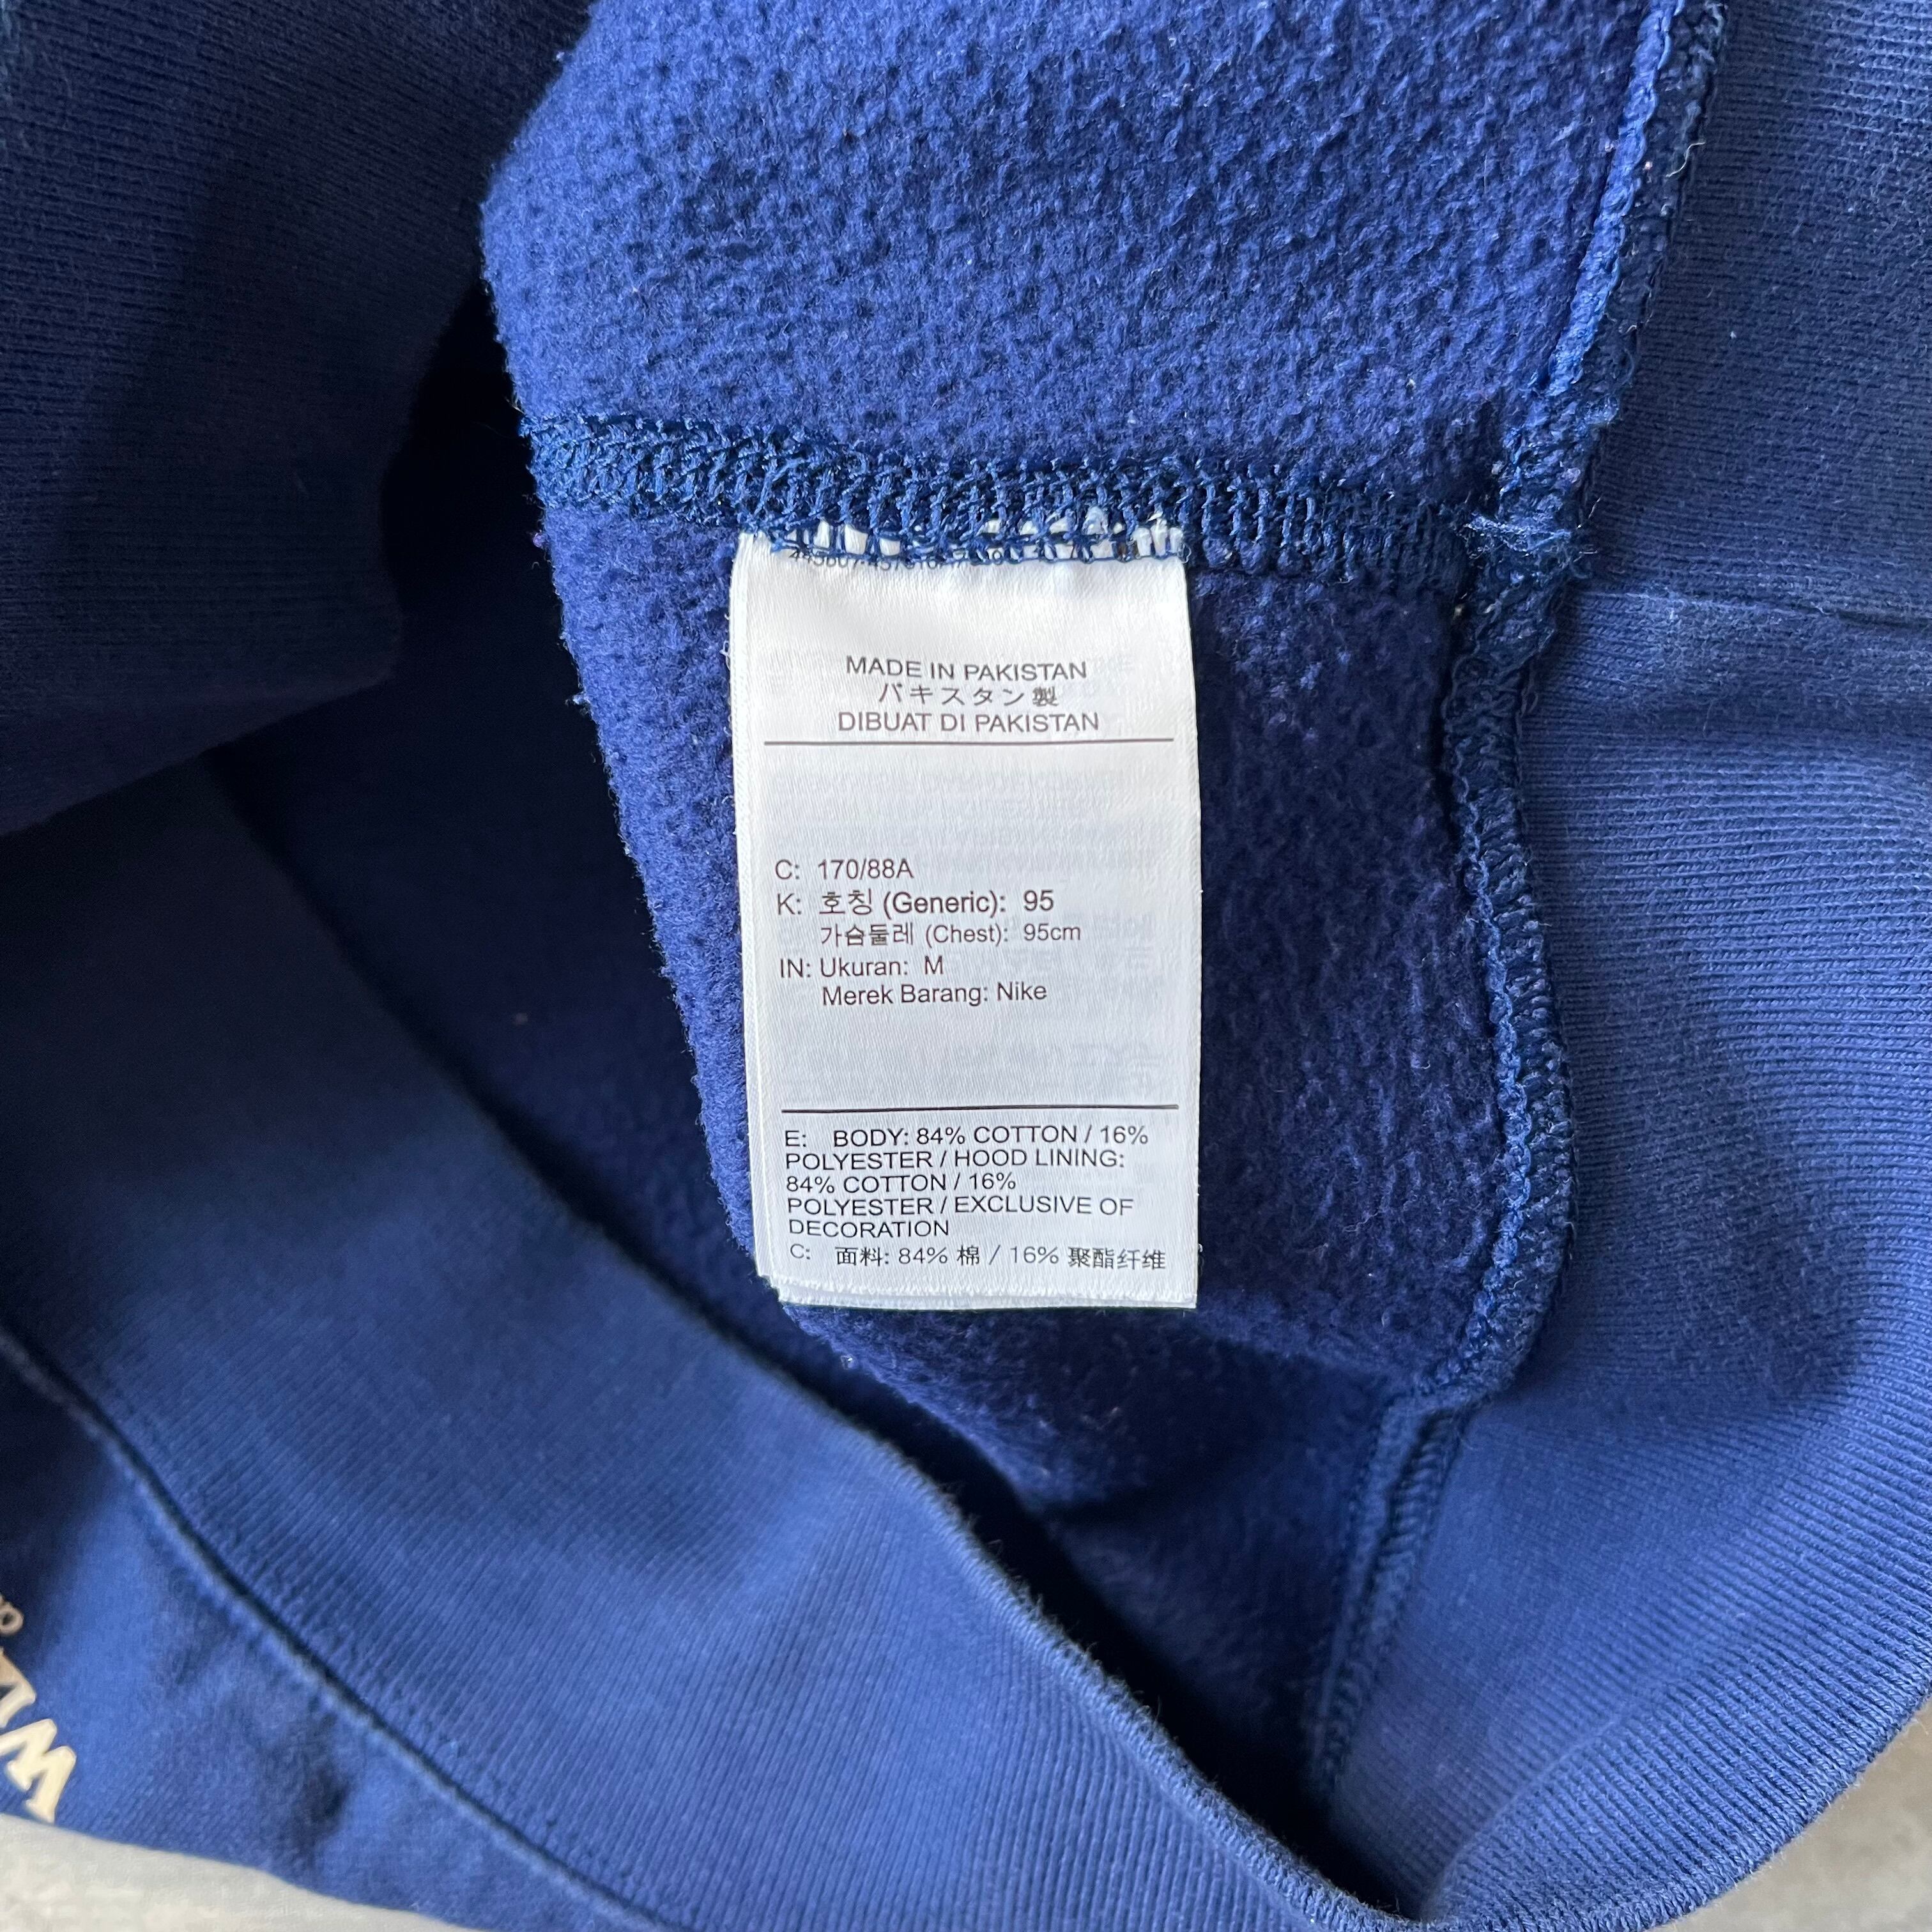 MADE IN PAKISTAN
パキスタン製
DIBUAT DI PAKISTAN
C: 170/88A
K: 호칭 (Generic): 95
가슴둘레 (Chest): 95cm
IN: Ukuran: M
Merek Barang: Nike
E: BODY: 84% COTTON / 16%
POLYESTER / HOOD LINING:
84% COTTON / 16%
POLYESTER / EXCLUSIVE OF
DECORATION
C: 面料: 84% 棉 / 16% 聚酯纤维